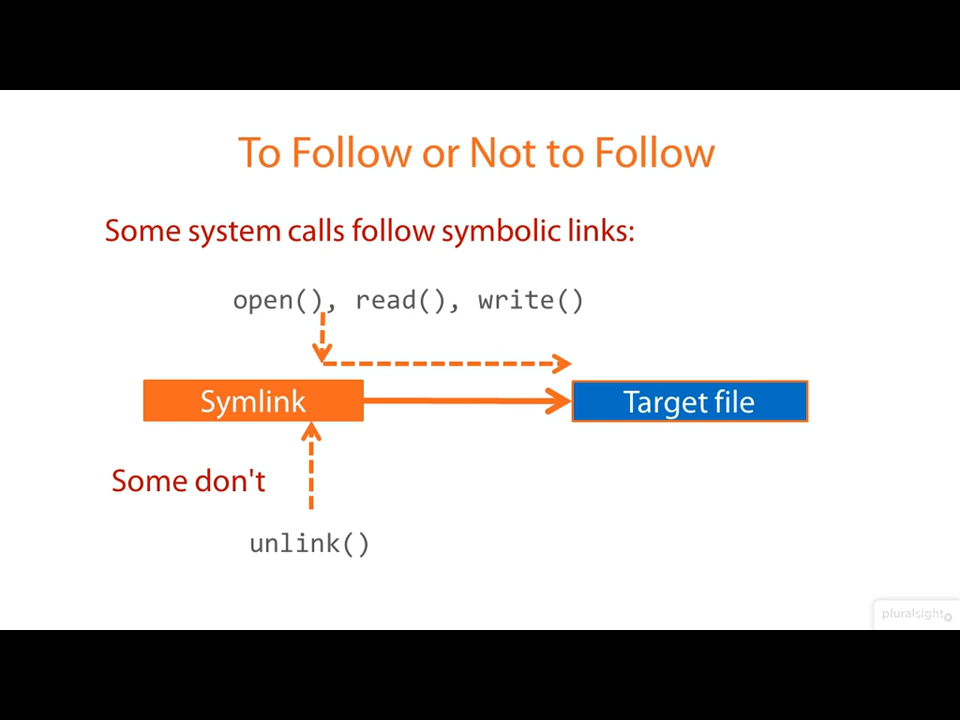 To Follow or Not to Follow
Some system calls follow symbolic links:
open(), read(), write()
Symlink
Target file
Some don't
unlink()
pluralsight